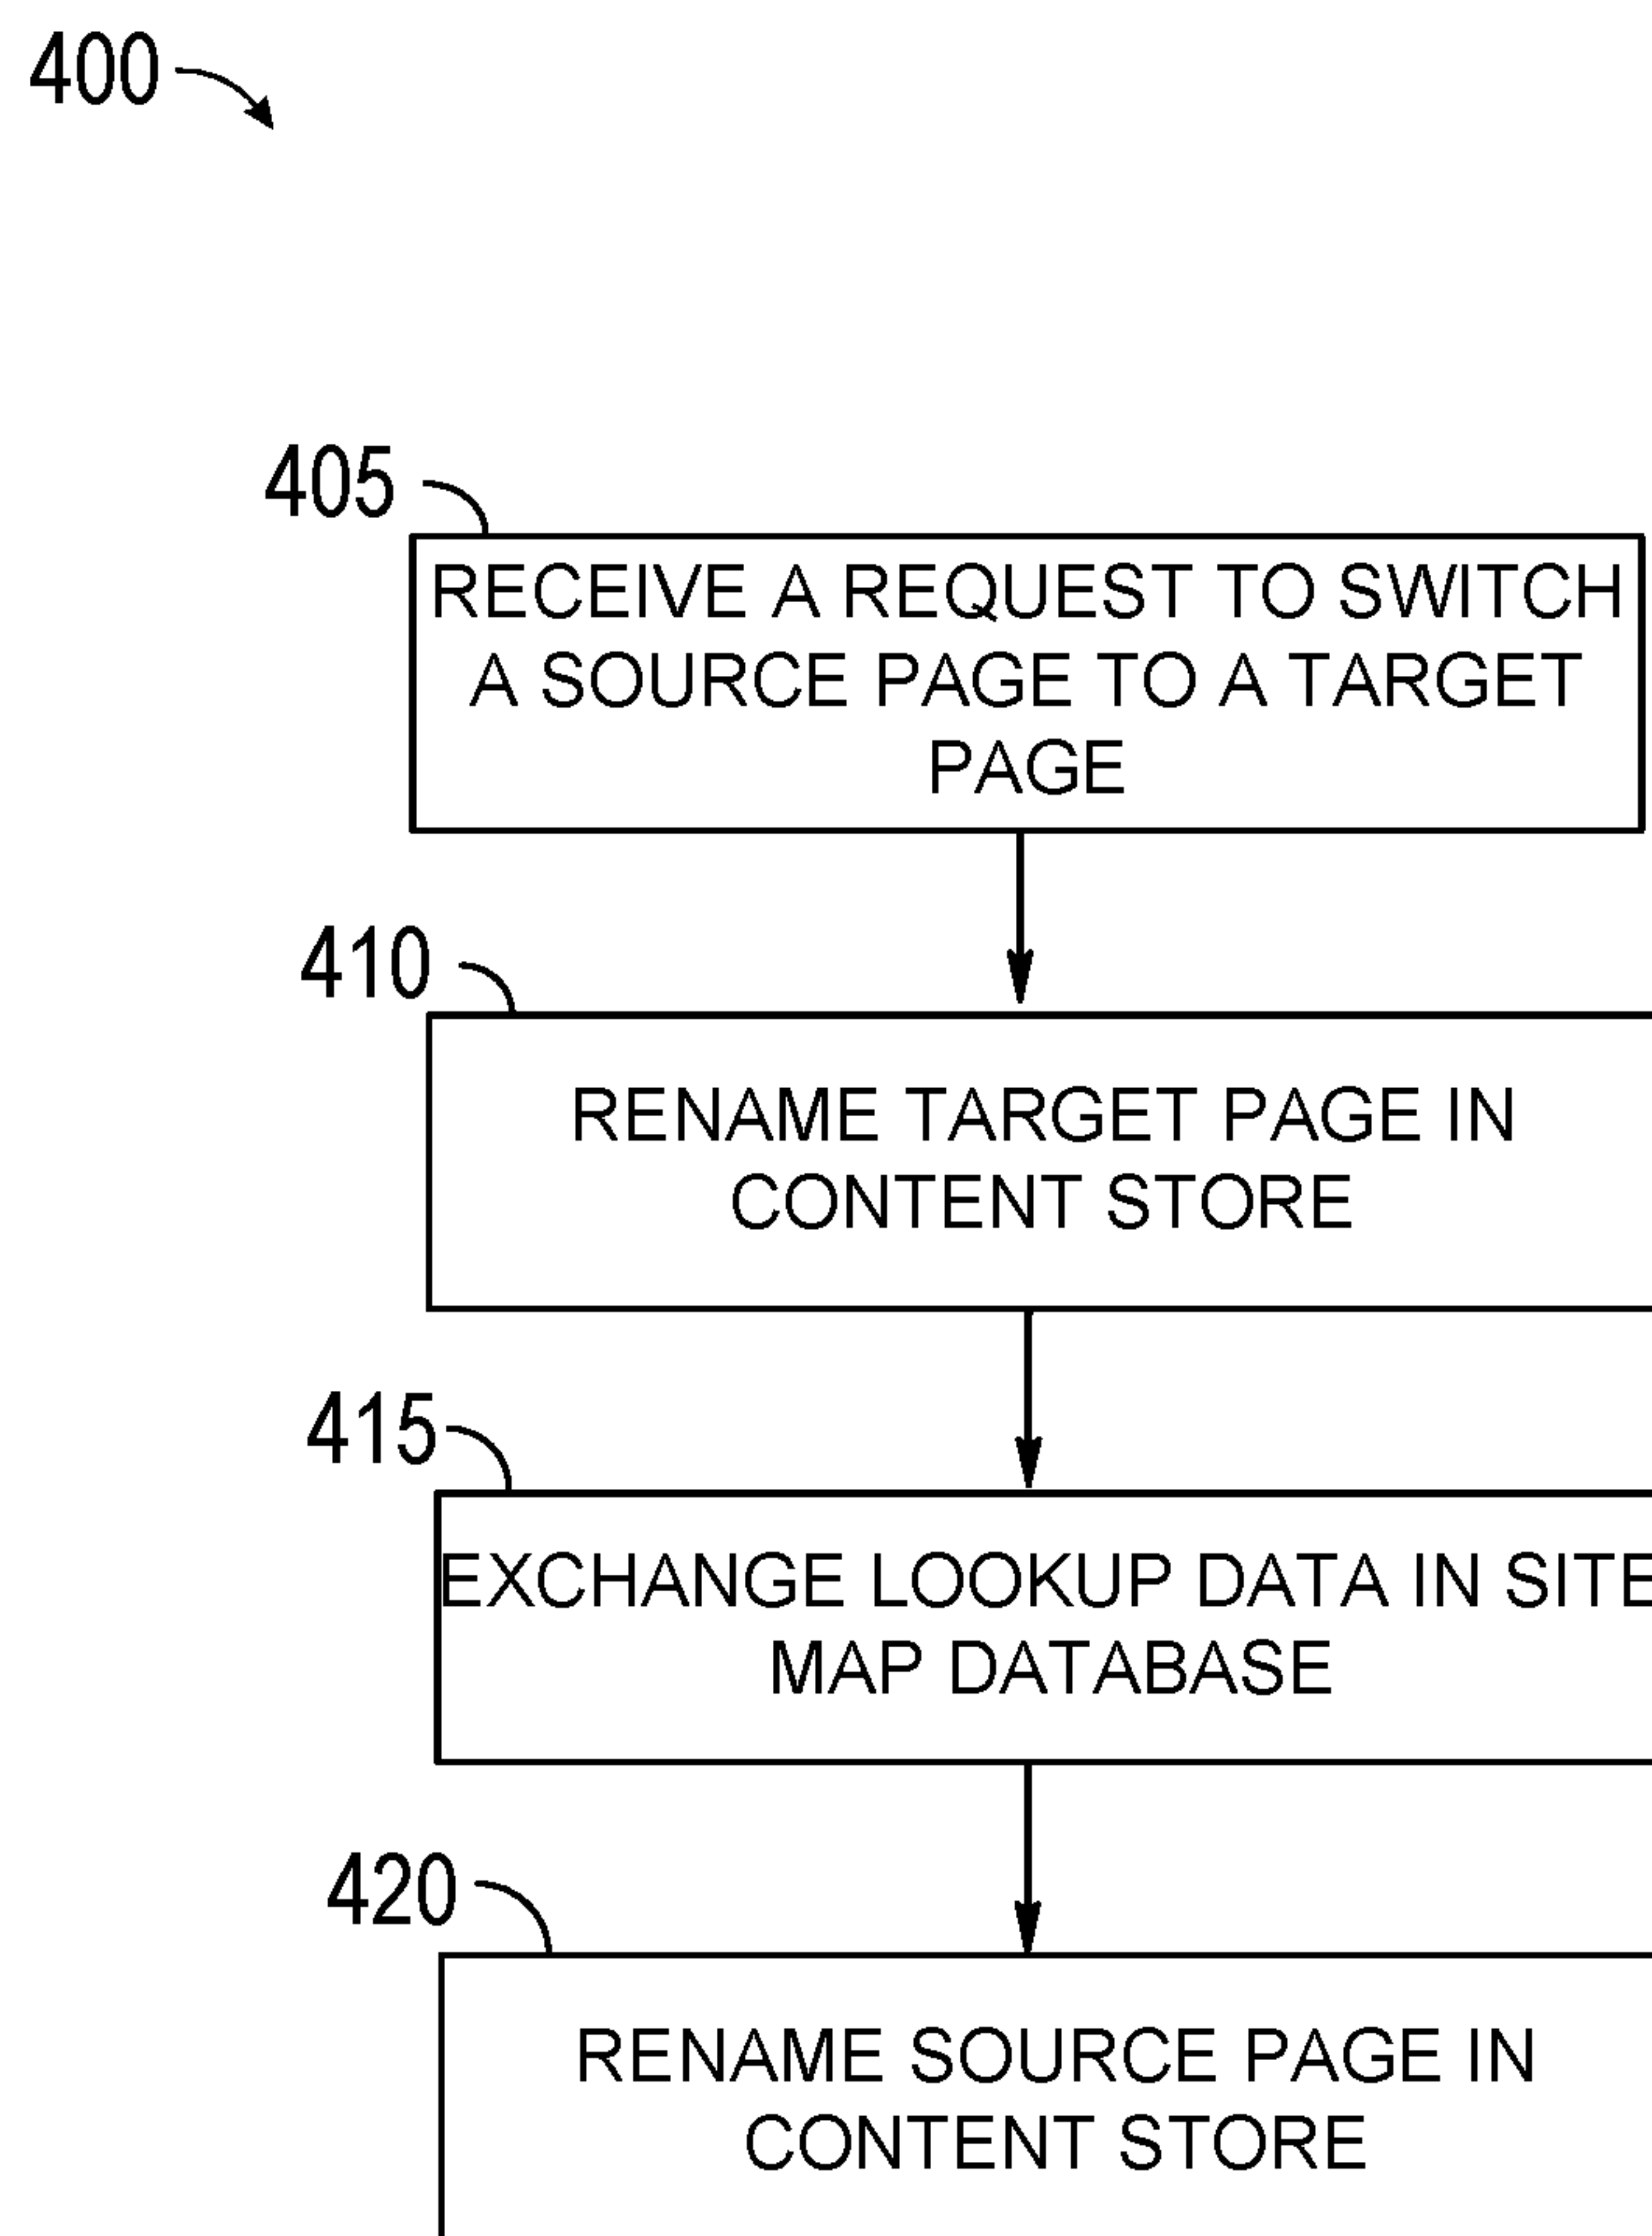 400
405
RECEIVE A REQUEST TO SWITCH
A SOURCE PAGE TO A TARGET
PAGE
410
RENAME TARGET PAGE IN
CONTENT STORE
415
EXCHANGE LOOKUP DATA IN SITE
MAP DATABASE
420
RENAME SOURCE PAGE IN
CONTENT STORE